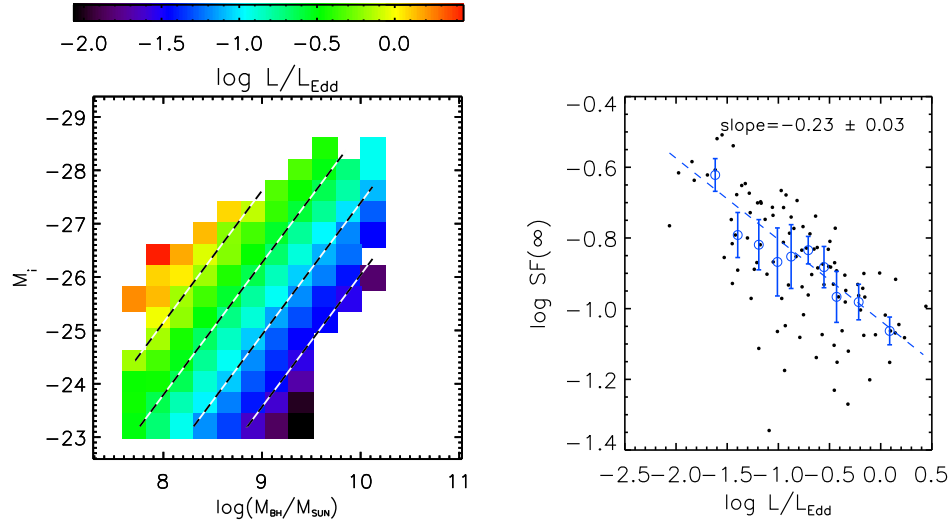 −2.0 −1.5 −1.0 −0.5 0.0
log L/L_Edd
−29
−28
−27
−26
−25
−24
−23
M_i
7 8 9 10 11
log(M_BH/M_SUN)
slope=−0.23 ± 0.03
−0.4
−0.6
−0.8
−1.0
−1.2
−1.4
log SF(∞)
−2.5 −2.0 −1.5 −1.0 −0.5 0.0 0.5
log L/L_Edd